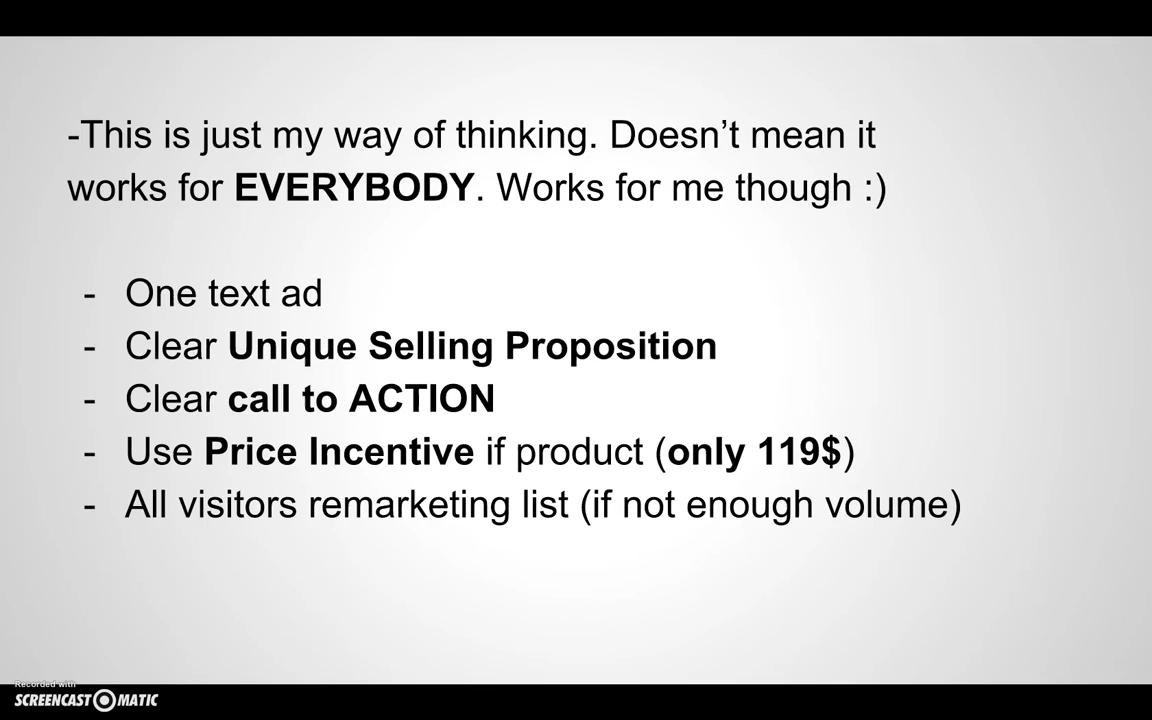 -This is just my way of thinking. Doesn’t mean it
works for EVERYBODY. Works for me though :)
- One text ad
- Clear Unique Selling Proposition
- Clear call to ACTION
- Use Price Incentive if product (only 119$)
- All visitors remarketing list (if not enough volume)
Recorded with
SCREENCAST MATIC